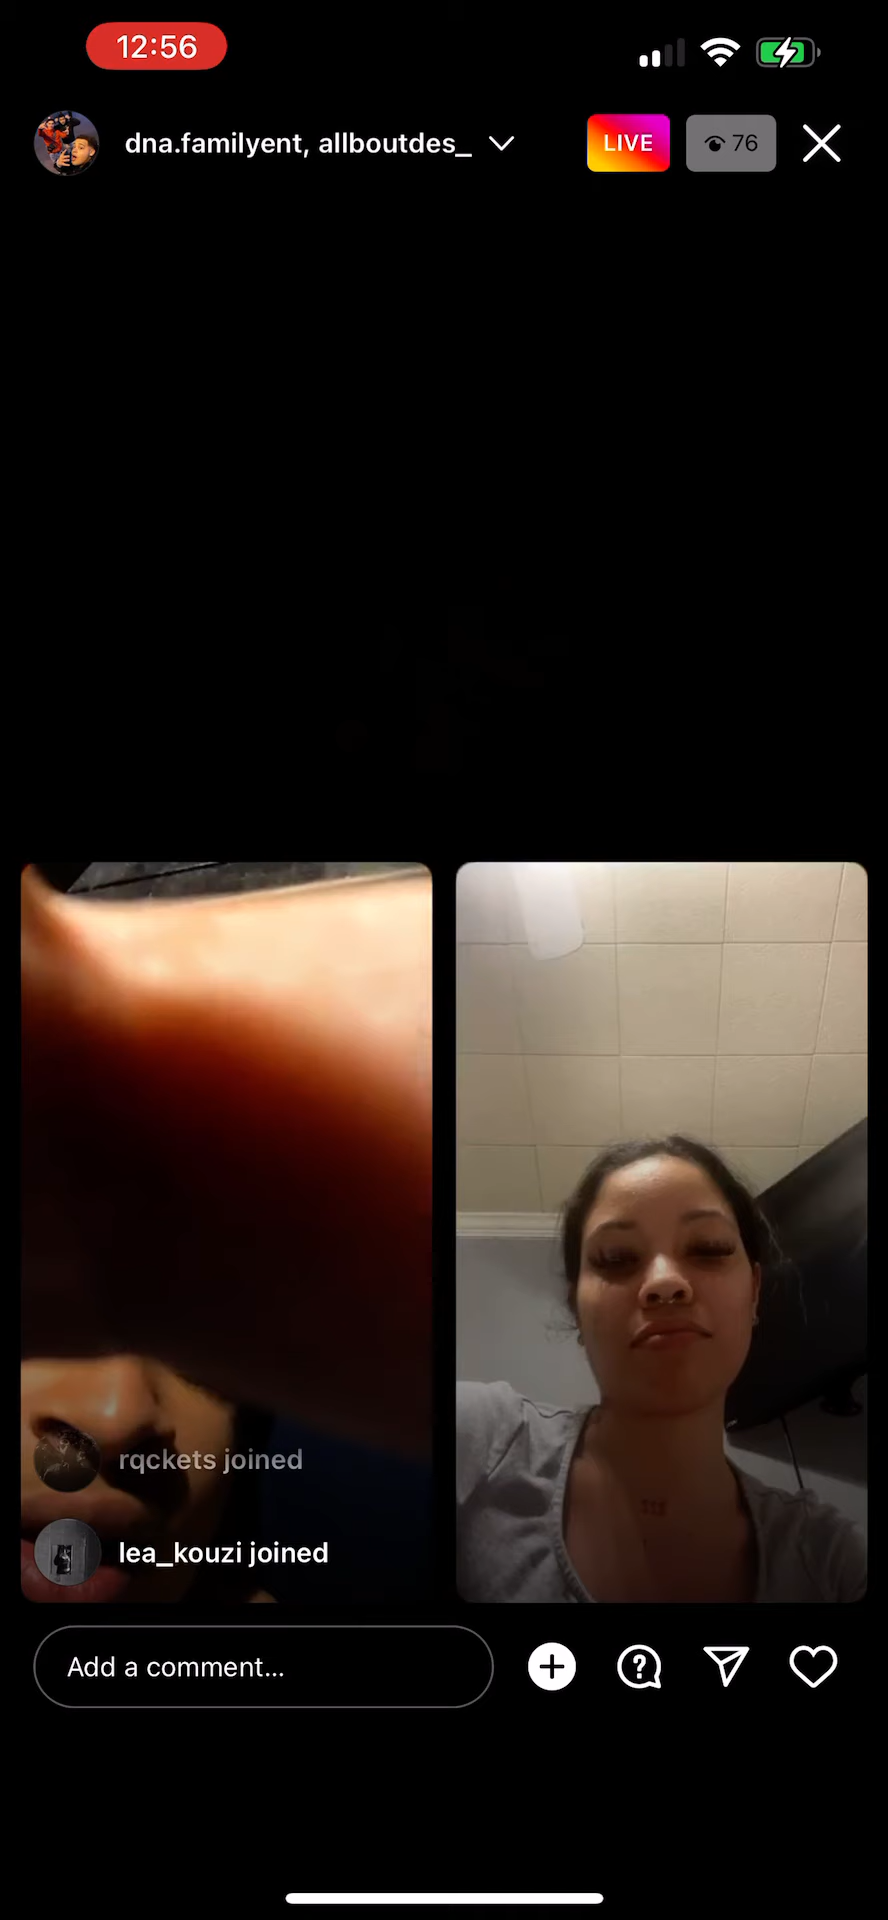 12:56
dna.familyent, allboutdes_
LIVE
76
rqckets joined
lea_kouzi joined
Add a comment...